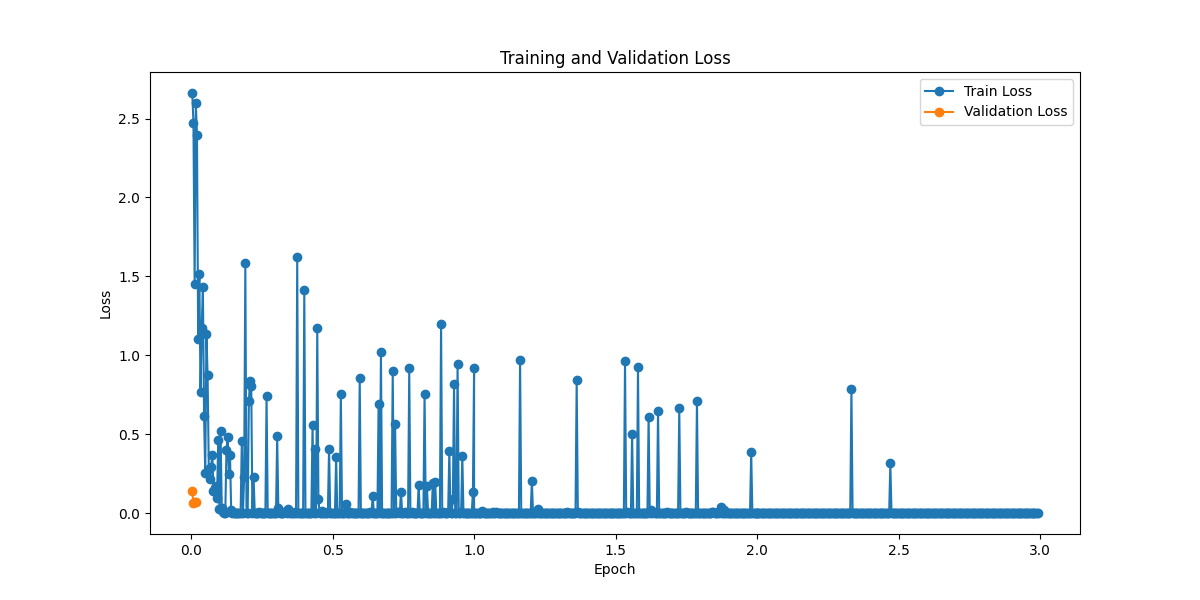 Training and Validation Loss
Train Loss
Validation Loss
Loss
2.5
2.0
1.5
1.0
0.5
0.0
0.0 0.5 1.0 1.5 2.0 2.5 3.0
Epoch